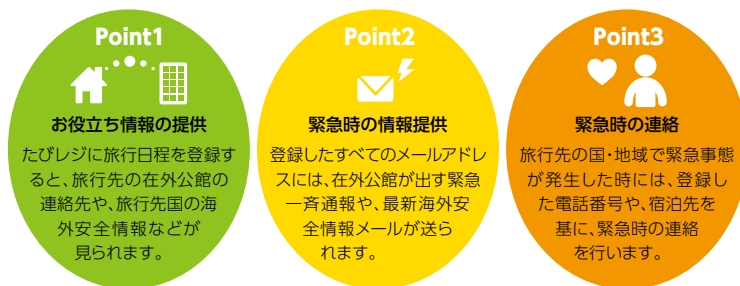 Point1
お役立ち情報の提供
たびレジに旅行日程を登録す
ると、旅行先の在外公館の
連絡先や、旅行先国の海
外安全情報などが
見られます。
Point2
緊急時の情報提供
登録したすべてのメールアドレ
スには、在外公館が出す緊急
一斉通報や、最新海外安
全情報メールが送ら
れます。
Point3
緊急時の連絡
旅行先の国・地域で緊急事態
が発生した時には、登録し
た電話番号や、宿泊先を
基に、緊急時の連絡
を行います。